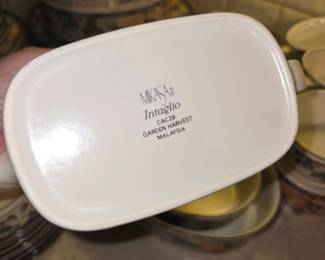 MIKASA®
Intaglio
CAC29
GARDEN HARVEST
MALAYSIA